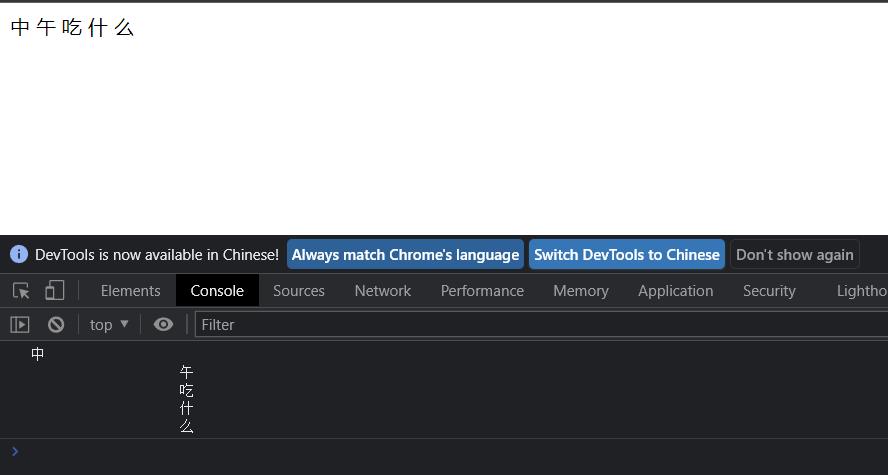 中 午 吃 什 么
DevTools is now available in Chinese! Always match Chrome's language Switch DevTools to Chinese Don't show again
Elements Console Sources Network Performance Memory Application Security Lightho
top Filter
中
午
吃
什
么